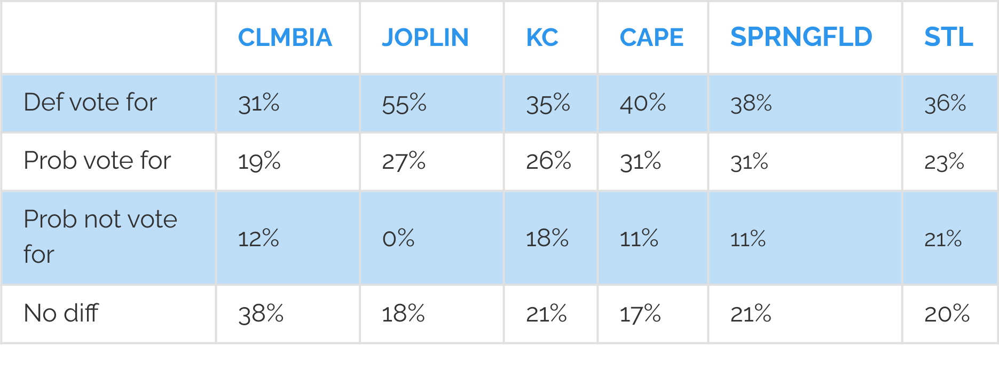 CLMBIA JOPLIN KC CAPE SPRNGFLD STL
Def vote for 31% 55% 35% 40% 38% 36%
Prob vote for 19% 27% 26% 31% 31% 23%
Prob not vote
for 12% 0% 18% 11% 11% 21%
No diff 38% 18% 21% 17% 21% 20%